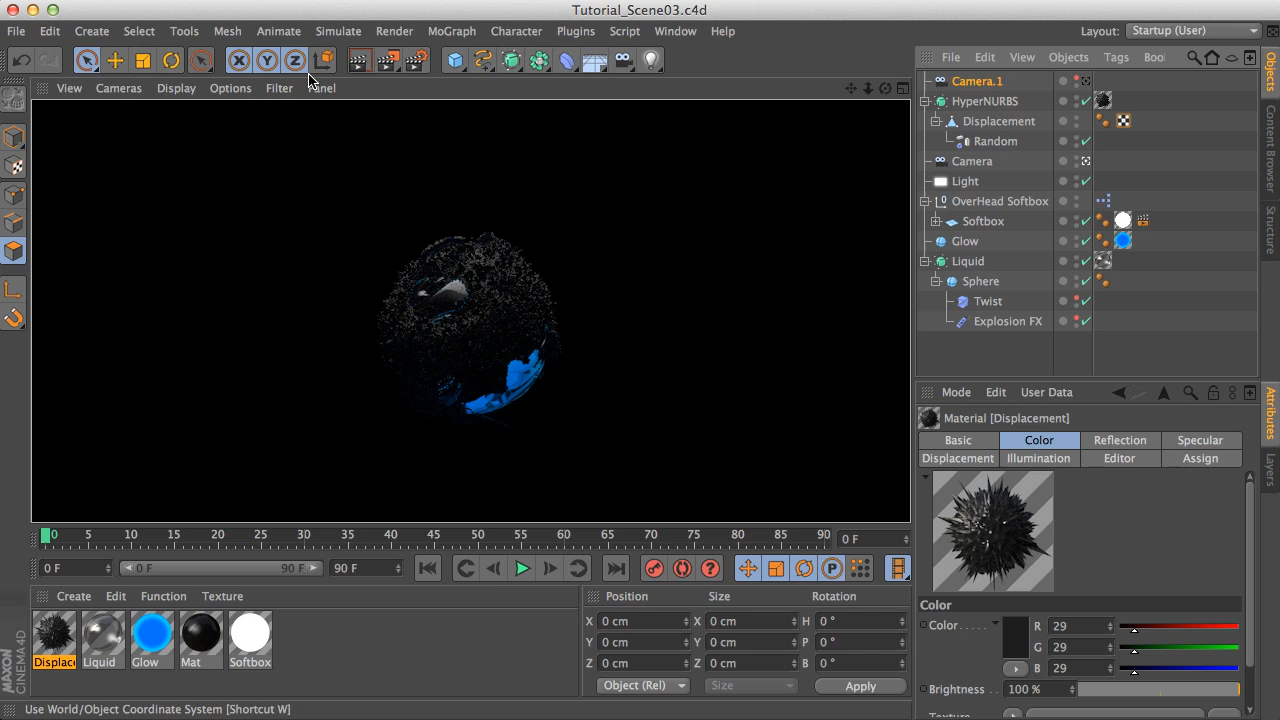 Tutorial_Scene03.c4d
File Edit Create Select Tools Mesh Animate Simulate Render MoGraph Character Plugins Script Window Help
Layout: Startup (User)
View Cameras Display Options Filter Panel
File Edit View Objects Tags Boo
Camera.1
HyperNURBS
Displacement
Random
Camera
Light
OverHead Softbox
Softbox
Glow
Liquid
Sphere
Twist
Explosion FX
Objects
Content Browser
Structure
Mode Edit User Data
Material [Displacement]
Basic Color Reflection Specular
Displacement Illumination Editor Assign
Attributes
Layers
Color
Color..... R 29
G 29
B 29
Brightness .. 100 %
Texture
0 5 10 15 20 25 30 35 40 45 50 55 60 65 70 75 80 85 90 0 F
0 F 0 F 90 F 90 F
Create Edit Function Texture
Displace Liquid Glow Mat Softbox
Position Size Rotation
X 0 cm X 0 cm H 0 °
Y 0 cm Y 0 cm P 0 °
Z 0 cm Z 0 cm B 0 °
Object (Rel) Size Apply
MAXON CINEMA4D
Use World/Object Coordinate System [Shortcut W]